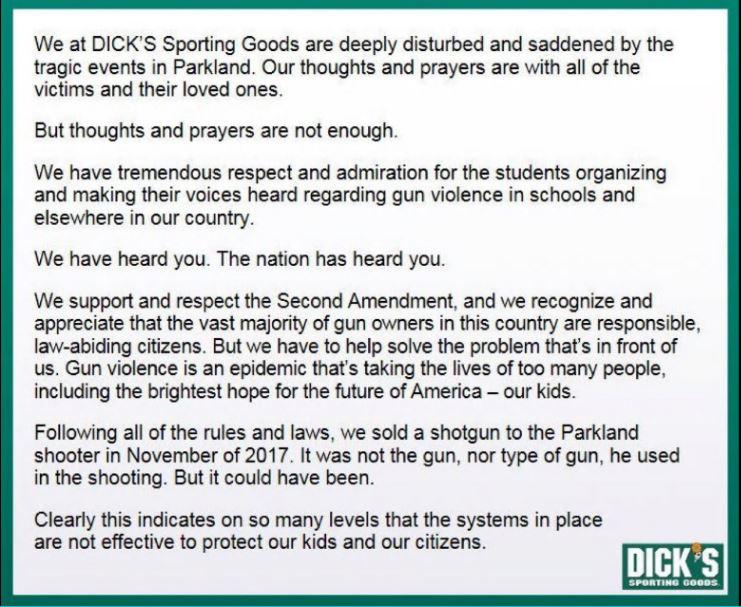 We at DICK'S Sporting Goods are deeply disturbed and saddened by the
tragic events in Parkland. Our thoughts and prayers are with all of the
victims and their loved ones.
But thoughts and prayers are not enough.
We have tremendous respect and admiration for the students organizing
and making their voices heard regarding gun violence in schools and
elsewhere in our country.
We have heard you. The nation has heard you.
We support and respect the Second Amendment, and we recognize and
appreciate that the vast majority of gun owners in this country are responsible,
law-abiding citizens. But we have to help solve the problem that's in front of
us. Gun violence is an epidemic that's taking the lives of too many people,
including the brightest hope for the future of America – our kids.
Following all of the rules and laws, we sold a shotgun to the Parkland
shooter in November of 2017. It was not the gun, nor type of gun, he used
in the shooting. But it could have been.
Clearly this indicates on so many levels that the systems in place
are not effective to protect our kids and our citizens.
DICK'S
SPORTING GOODS